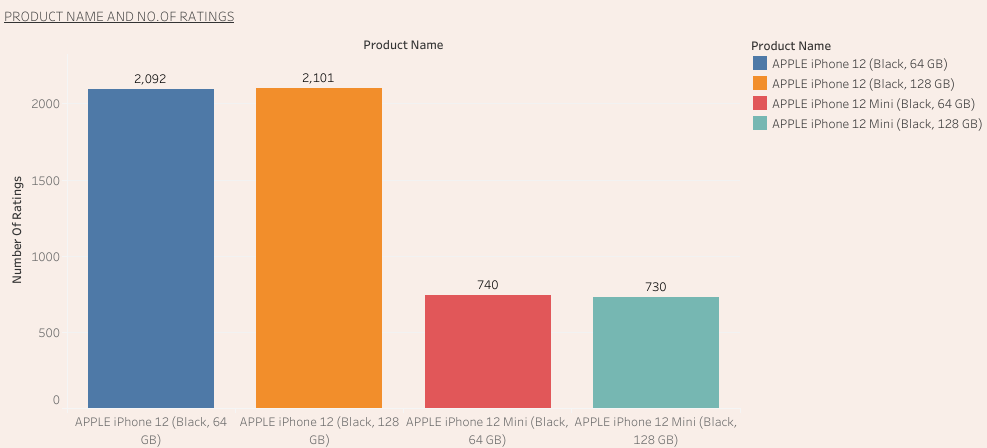 PRODUCT NAME AND NO.OF RATINGS
Product Name
2,092
2,101
740
730
2000
1500
1000
500
0
Number Of Ratings
APPLE iPhone 12 (Black, 64
GB)
APPLE iPhone 12 (Black, 128
GB)
APPLE iPhone 12 Mini (Black,
64 GB)
APPLE iPhone 12 Mini (Black,
128 GB)
Product Name
APPLE iPhone 12 (Black, 64 GB)
APPLE iPhone 12 (Black, 128 GB)
APPLE iPhone 12 Mini (Black, 64 GB)
APPLE iPhone 12 Mini (Black, 128 GB)